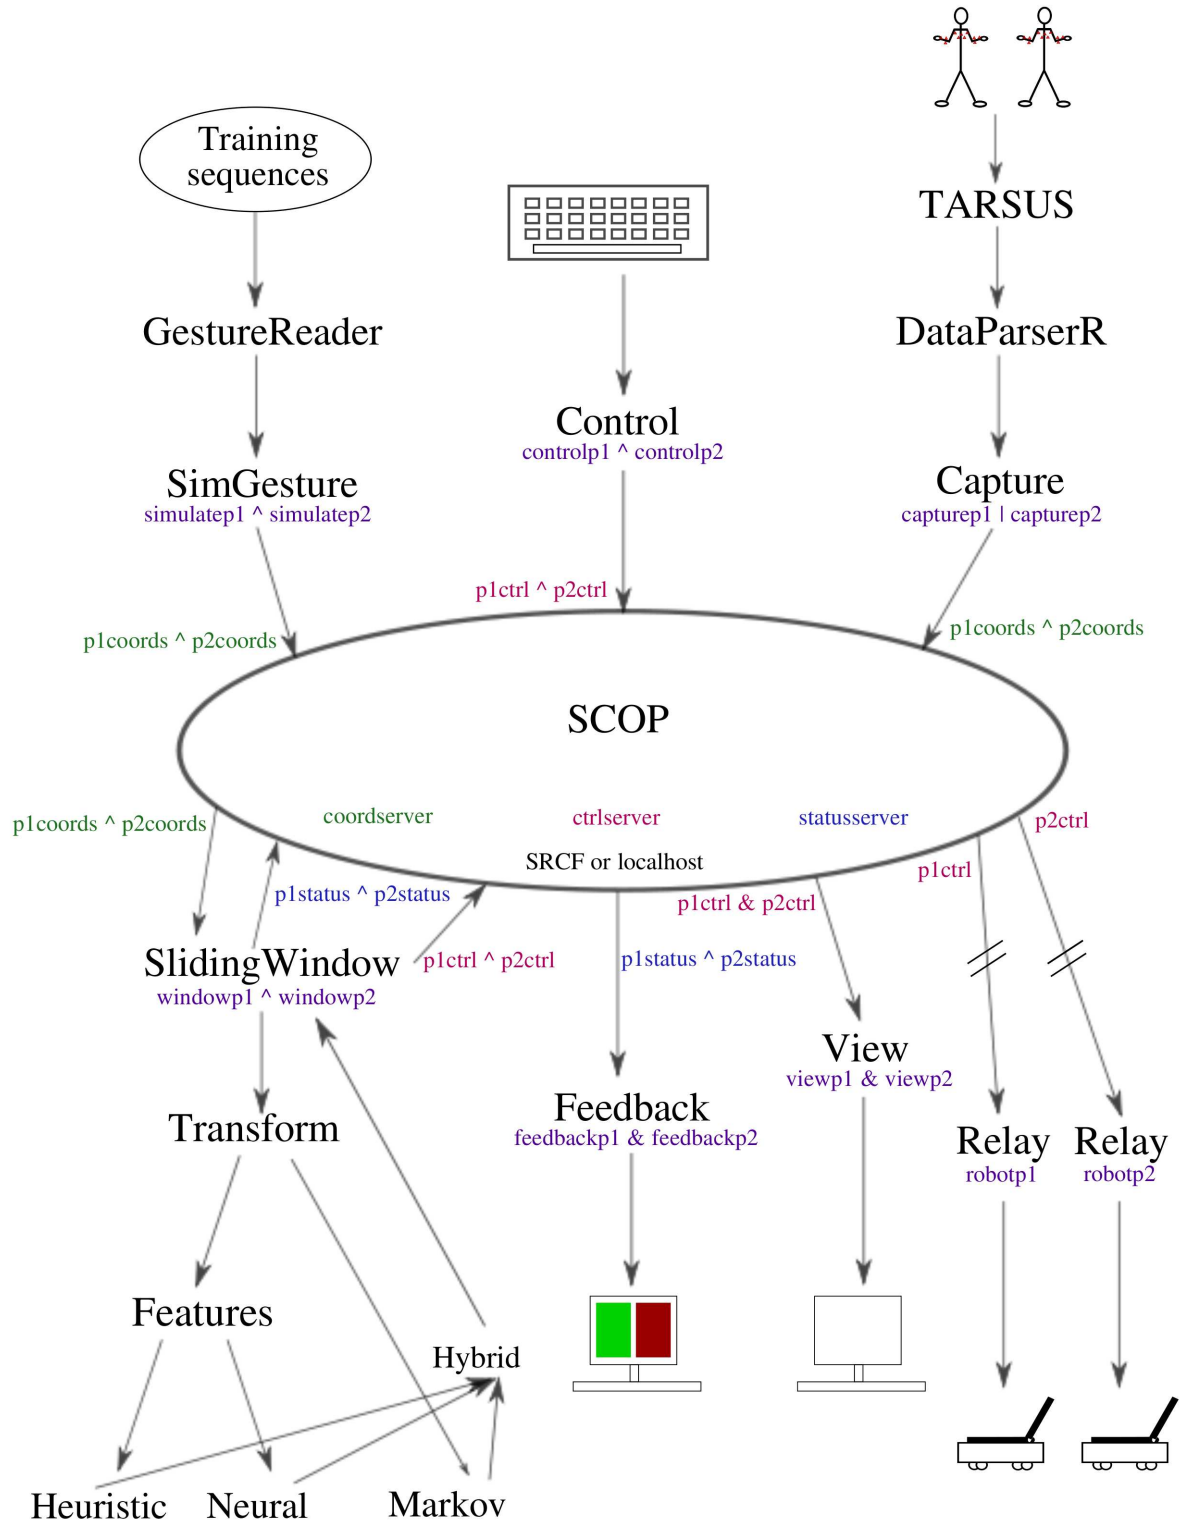 Training
sequences
TARSUS
GestureReader
DataParserR
Control
controlp1 ^ controlp2
SimGesture
simulatep1 ^ simulatep2
Capture
capturep1 | capturep2
p1ctrl ^ p2ctrl
p1coords ^ p2coords
p1coords ^ p2coords
SCOP
coordserver
ctrlserver
statusserver
SRCF or localhost
p1coords ^ p2coords
p2ctrl
p1ctrl
p1status ^ p2status
p1ctrl & p2ctrl
SlidingWindow
windowp1 ^ windowp2
p1ctrl ^ p2ctrl
p1status ^ p2status
View
viewp1 & viewp2
Transform
Feedback
feedbackp1 & feedbackp2
Relay
robotp1
Relay
robotp2
Features
Hybrid
Heuristic
Neural
Markov